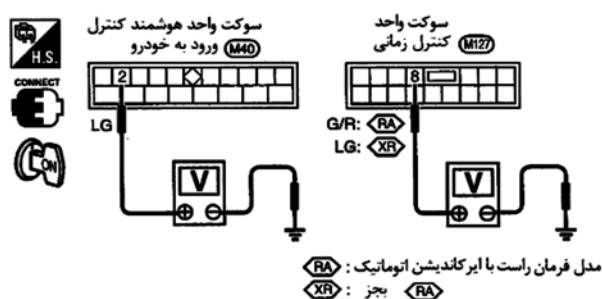 سوکت واحد هوشمند کنترل
ورود به خودرو M40
سوکت واحد
کنترل زمانی M127
H.S.
CONNECT
ON
2
LG
V
8
G/R: RA
LG: XR
V
مدل فرمان راست با ایرکاندیشن اتوماتیک : RA
بجز RA : XR